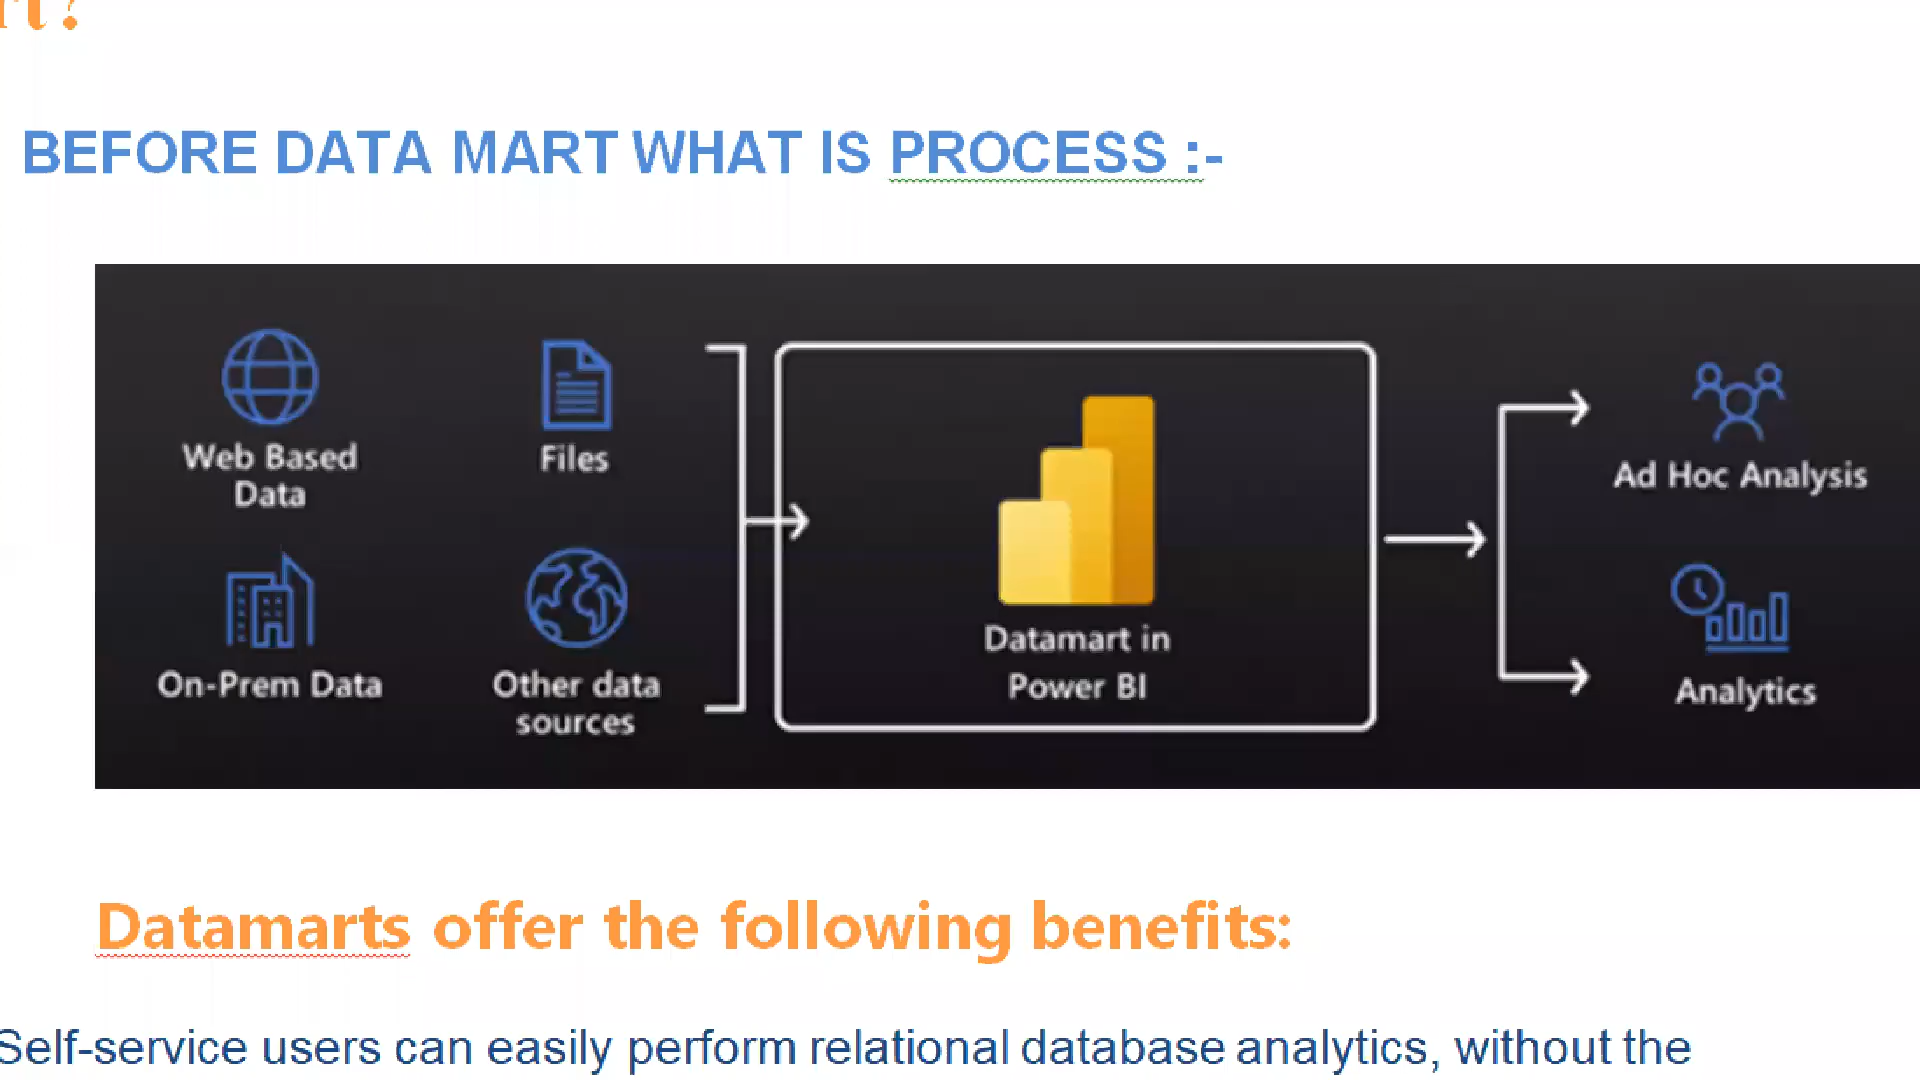 rt?
BEFORE DATA MART WHAT IS PROCESS :-
Web Based
Data
Files
On-Prem Data
Other data
sources
Datamart in
Power BI
Ad Hoc Analysis
Analytics
Datamarts offer the following benefits:
Self-service users can easily perform relational database analytics, without the